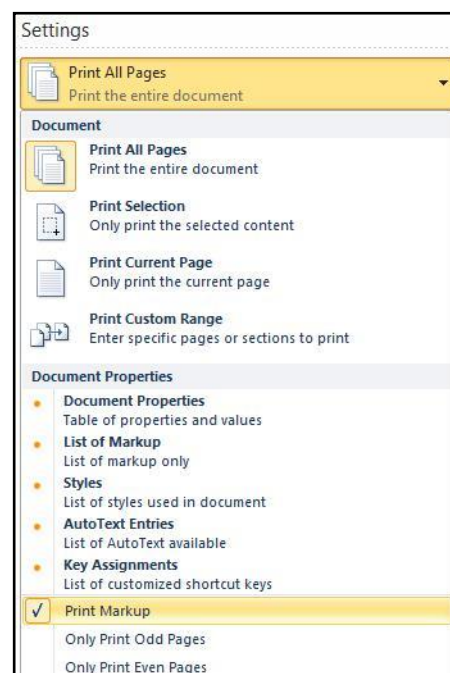 Settings
Print All Pages
Print the entire document
Document
Print All Pages
Print the entire document
Print Selection
Only print the selected content
Print Current Page
Only print the current page
Print Custom Range
Enter specific pages or sections to print
Document Properties
Document Properties
Table of properties and values
List of Markup
List of markup only
Styles
List of styles used in document
AutoText Entries
List of AutoText available
Key Assignments
List of customized shortcut keys
Print Markup
Only Print Odd Pages
Only Print Even Pages